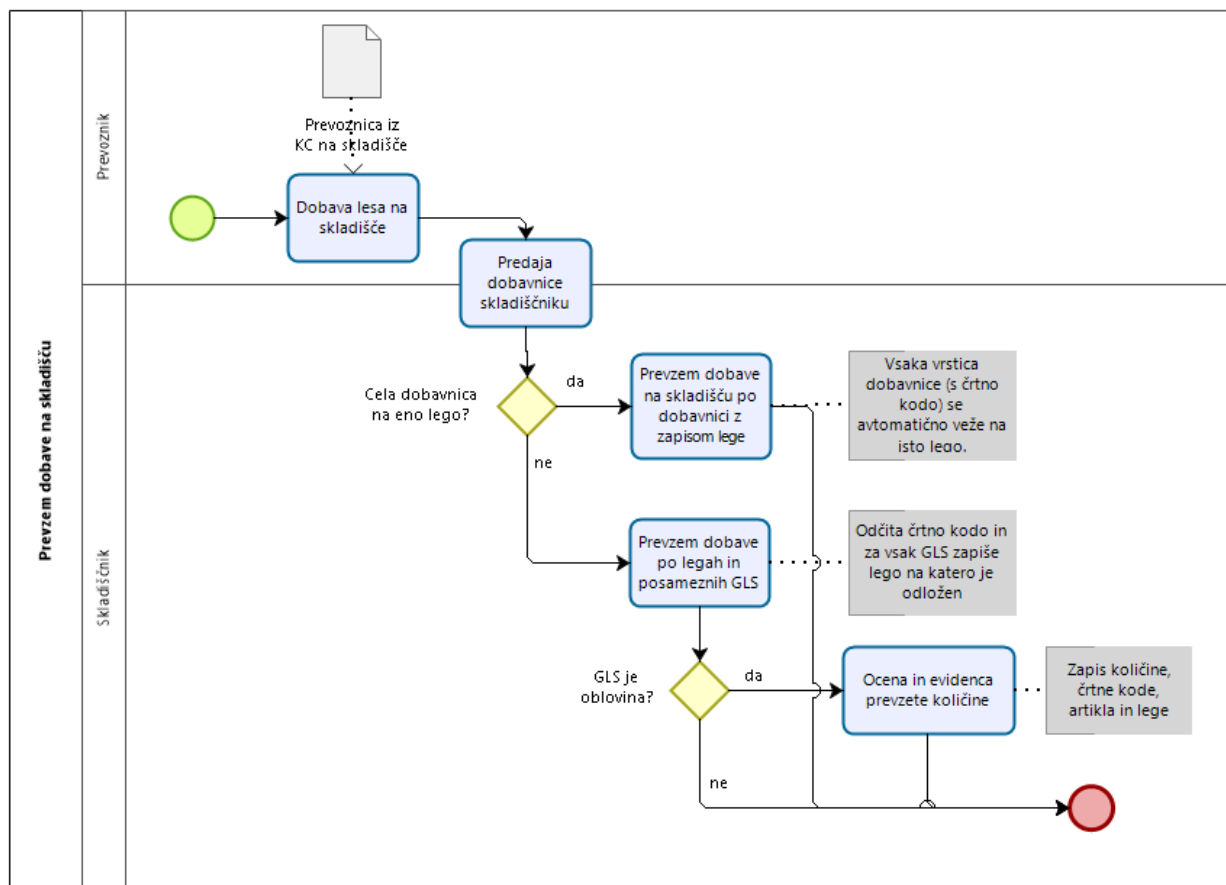 Prevzem dobave na skladišču
Prevoznik
Prevoznica iz
KC na skladišče
Dobava lesa na
skladišče
Predaja
dobavnice
skladiščniku
Skladiščnik
Cela dobavnica
na eno lego?
da
ne
Prevzem dobave
na skladišču po
dobavnici z
zapisom lege
Vsaka vrstica
dobavnice (s črtno
kodo) se
avtomatično veže na
isto lego.
Prevzem dobave
po legah in
posameznih GLS
Odčita črtno kodo in
za vsak GLS zapiše
lego na katero je
odložen
GLS je
oblovina?
da
ne
Ocena in evidenca
prevzete količine
Zapis količine,
črtne kode,
artikla in lege